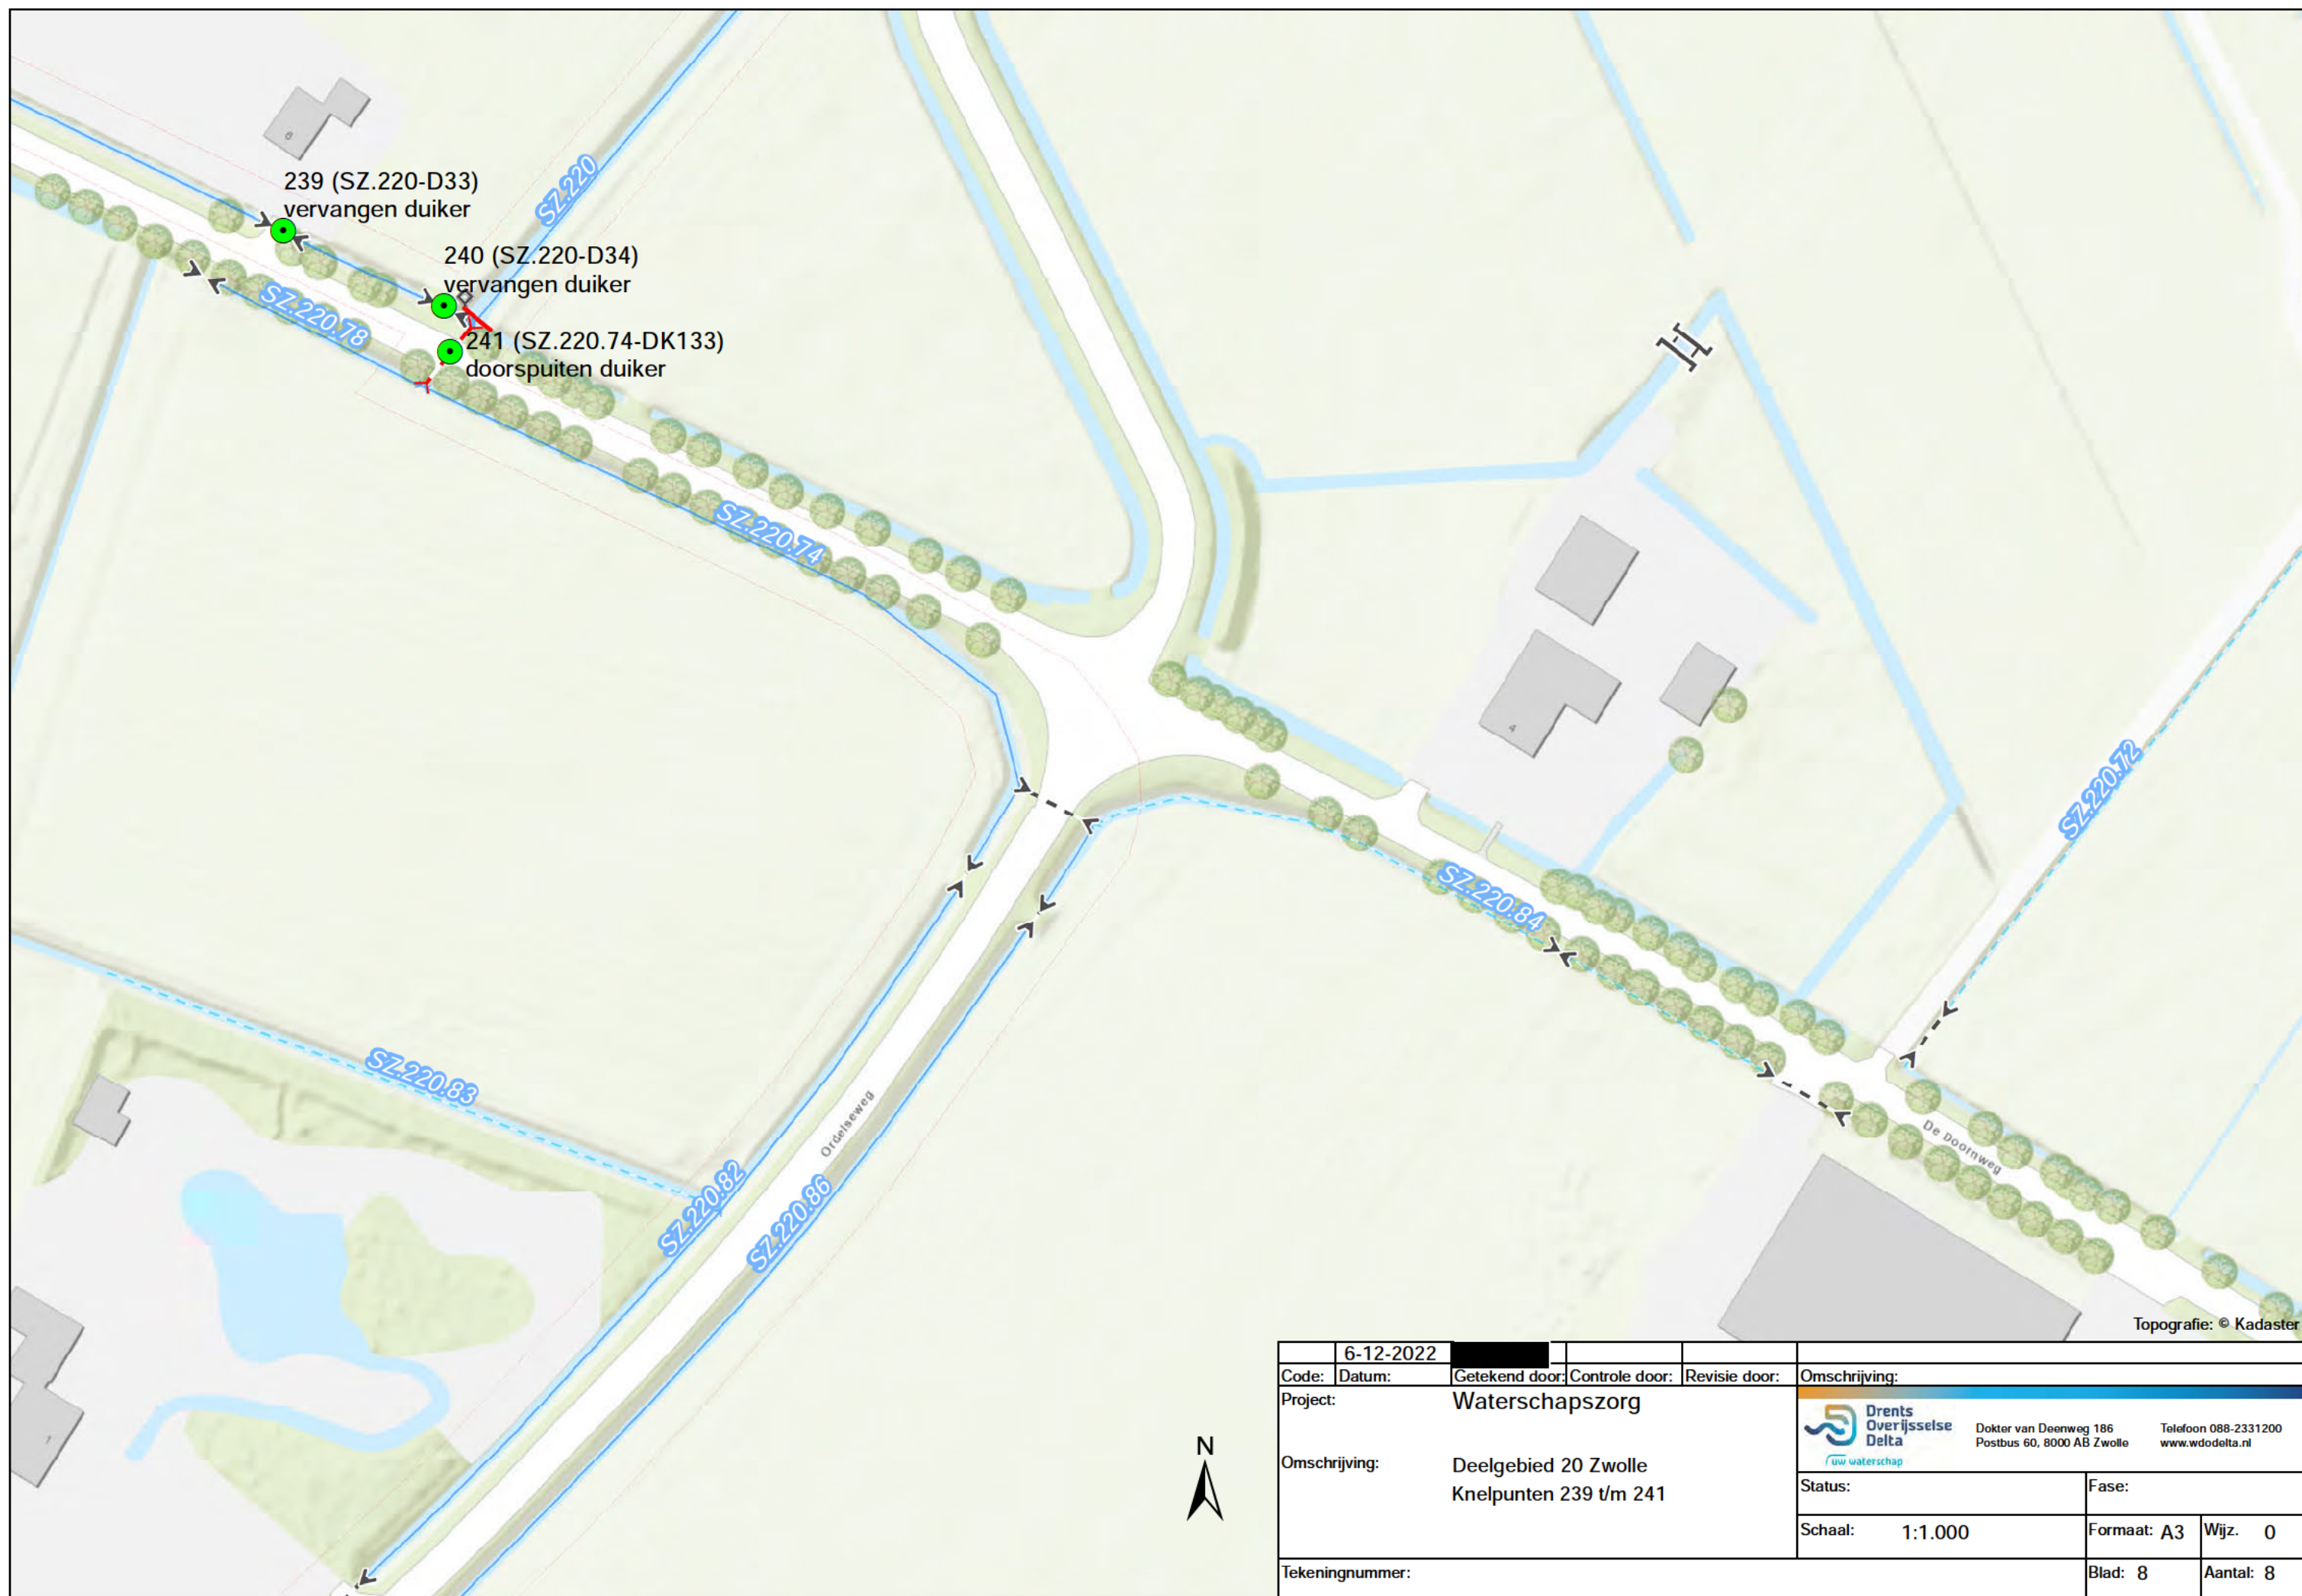 6
239 (SZ.220-D33)
vervangen duiker
SZ.220
240 (SZ.220-D34)
vervangen duiker
SZ.220.78
241 (SZ.220.74-DK133)
doorspuiten duiker
SZ.220.74
4
SZ.220.72
SZ.220.84
SZ.220.83
Ordelseweg
De Doornweg
SZ.220.82
SZ.220.86
1
Topografie: © Kadaster
6-12-2022
Code: Datum: Getekend door: Controle door: Revisie door: Omschrijving:
Project: Waterschapszorg
Drents
Overijsselse
Delta
uw waterschap
Dokter van Deenweg 186
Postbus 60, 8000 AB Zwolle
Telefoon 088-2331200
www.wdodelta.nl
N
Omschrijving: Deelgebied 20 Zwolle
Knelpunten 239 t/m 241
Status: Fase:
Schaal: 1:1.000 Formaat: A3 Wijz. 0
Tekeningnummer: Blad: 8 Aantal: 8